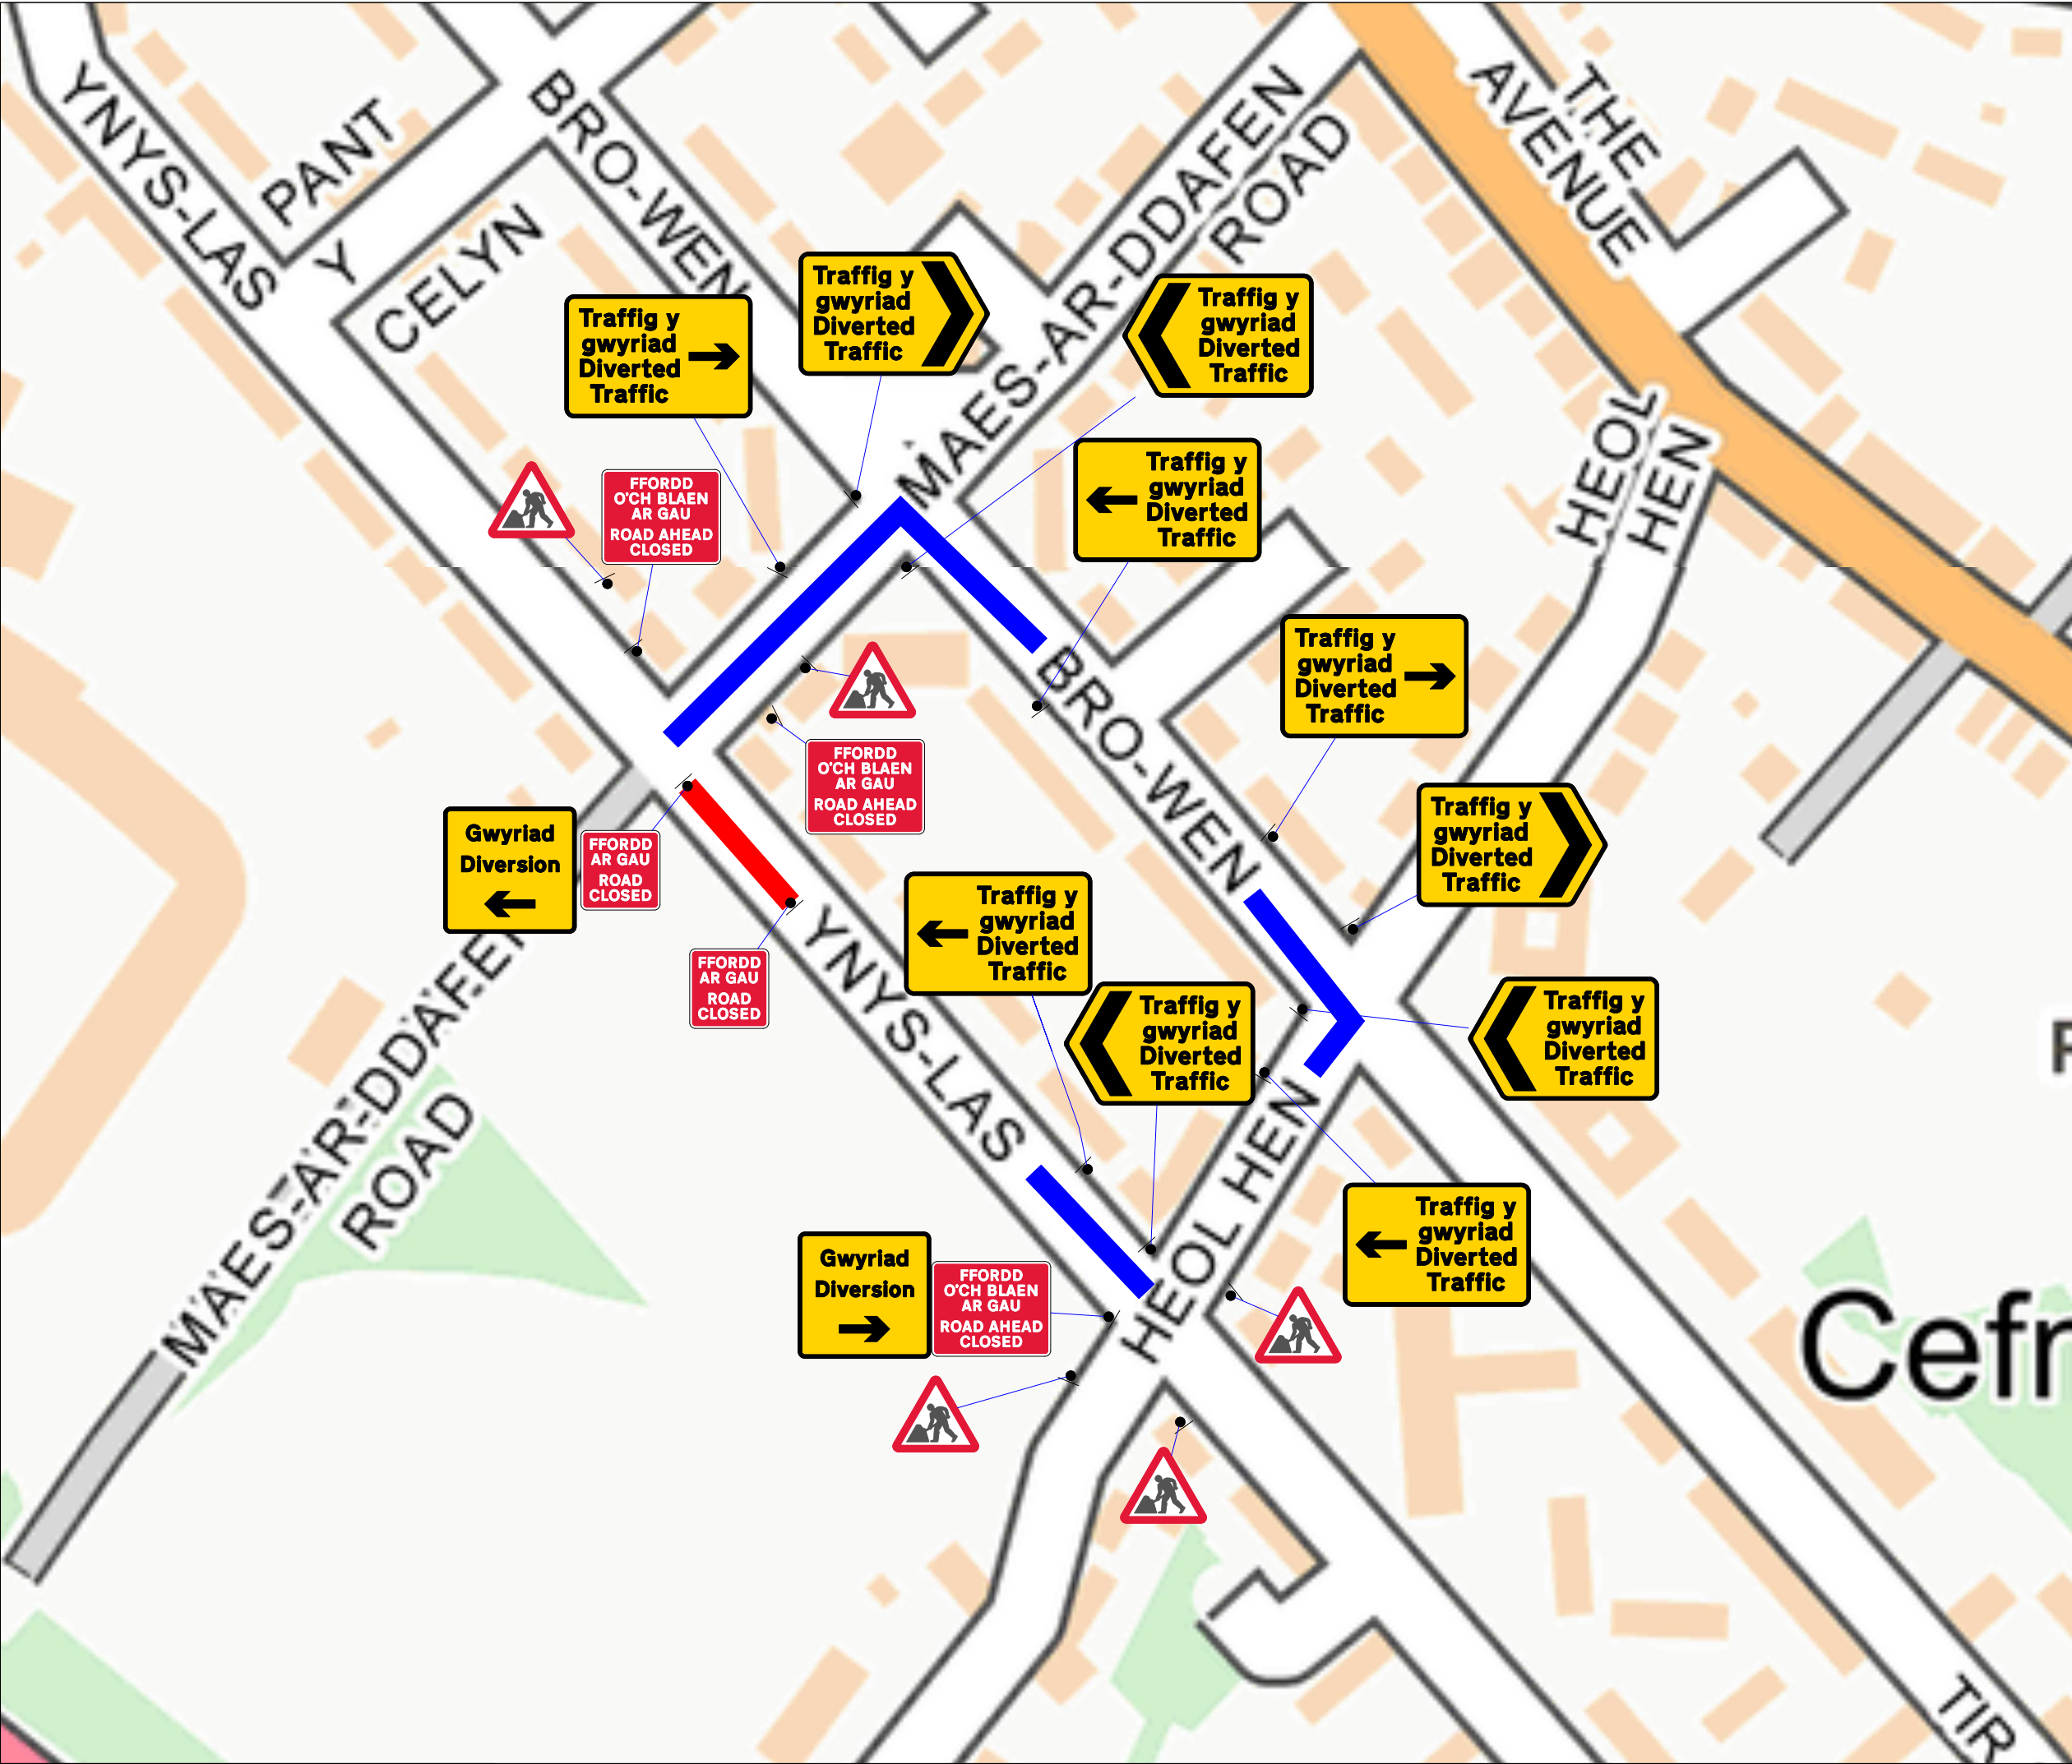 YNYS-LAS
PANT
Y
CELYN
BRO-WEN
MAES-AR-DDAFEN
ROAD
THE
AVENUE
HEOL
HEN
Traffig y
gwyriad
Diverted
Traffic
Traffig y
gwyriad
Diverted
Traffic
Traffig y
gwyriad
Diverted
Traffic
Traffig y
gwyriad
Diverted
Traffic
FFORDD
O'CH BLAEN
AR GAU
ROAD AHEAD
CLOSED
FFORDD
O'CH BLAEN
AR GAU
ROAD AHEAD
CLOSED
BRO-WEN
Traffig y
gwyriad
Diverted
Traffic
Traffig y
gwyriad
Diverted
Traffic
Gwyriad
Diversion
FFORDD
AR GAU
ROAD
CLOSED
FFORDD
AR GAU
ROAD
CLOSED
Traffig y
gwyriad
Diverted
Traffic
Traffig y
gwyriad
Diverted
Traffic
Traffig y
gwyriad
Diverted
Traffic
YNYS-LAS
MAES-AR-DDAFEN
ROAD
HEOL HEN
Traffig y
gwyriad
Diverted
Traffic
Gwyriad
Diversion
FFORDD
O'CH BLAEN
AR GAU
ROAD AHEAD
CLOSED
Cefn
TIR